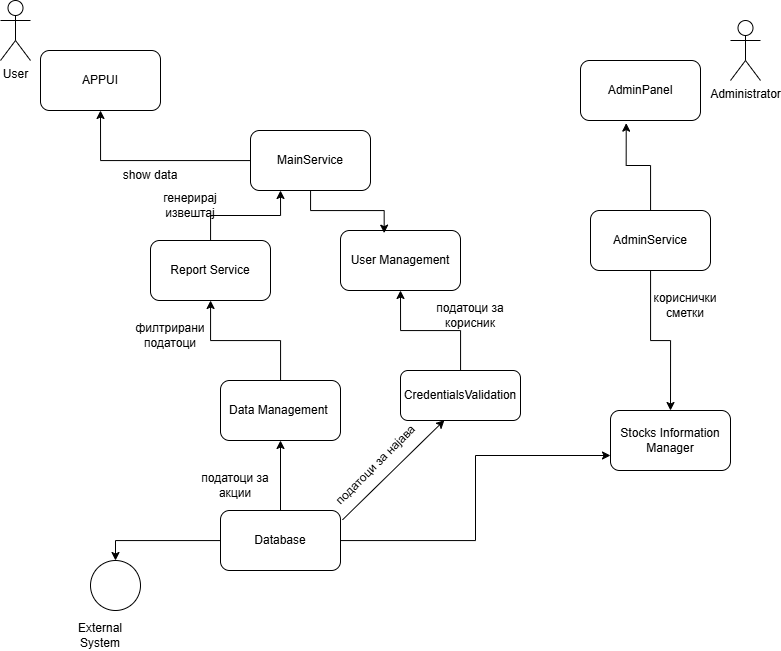 User
APPUI
AdminPanel
Administrator
MainService
show data
генерирај
извештај
AdminService
Report Service
User Management
кориснички
сметки
податоци за
корисник
филтрирани
податоци
CredentialsValidation
Data Management
Stocks Information
Manager
податоци за најава
податоци за
акции
Database
External
System